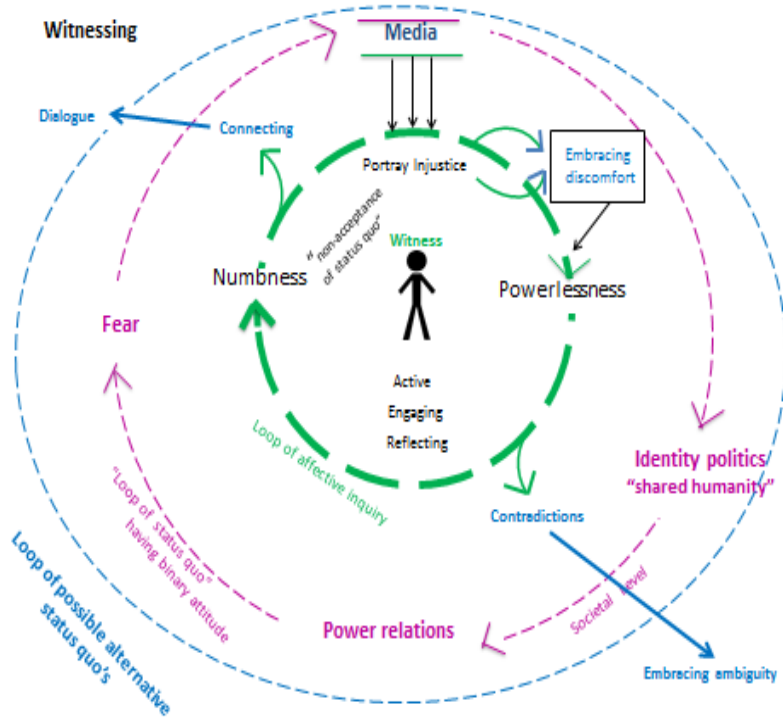 Witnessing
Media
Dialogue
Connecting
Portray Injustice
Embracing
discomfort
“non-acceptance
of status quo”
Witness
Numbness
Powerlessness
Fear
Active
Engaging
Reflecting
Loop of affective inquiry
Identity politics
“shared humanity”
Contradictions
“Loop of status quo”
having binary attitude
Societal Level
Power relations
Loop of possible alternative
status quo’s
Embracing ambiguity